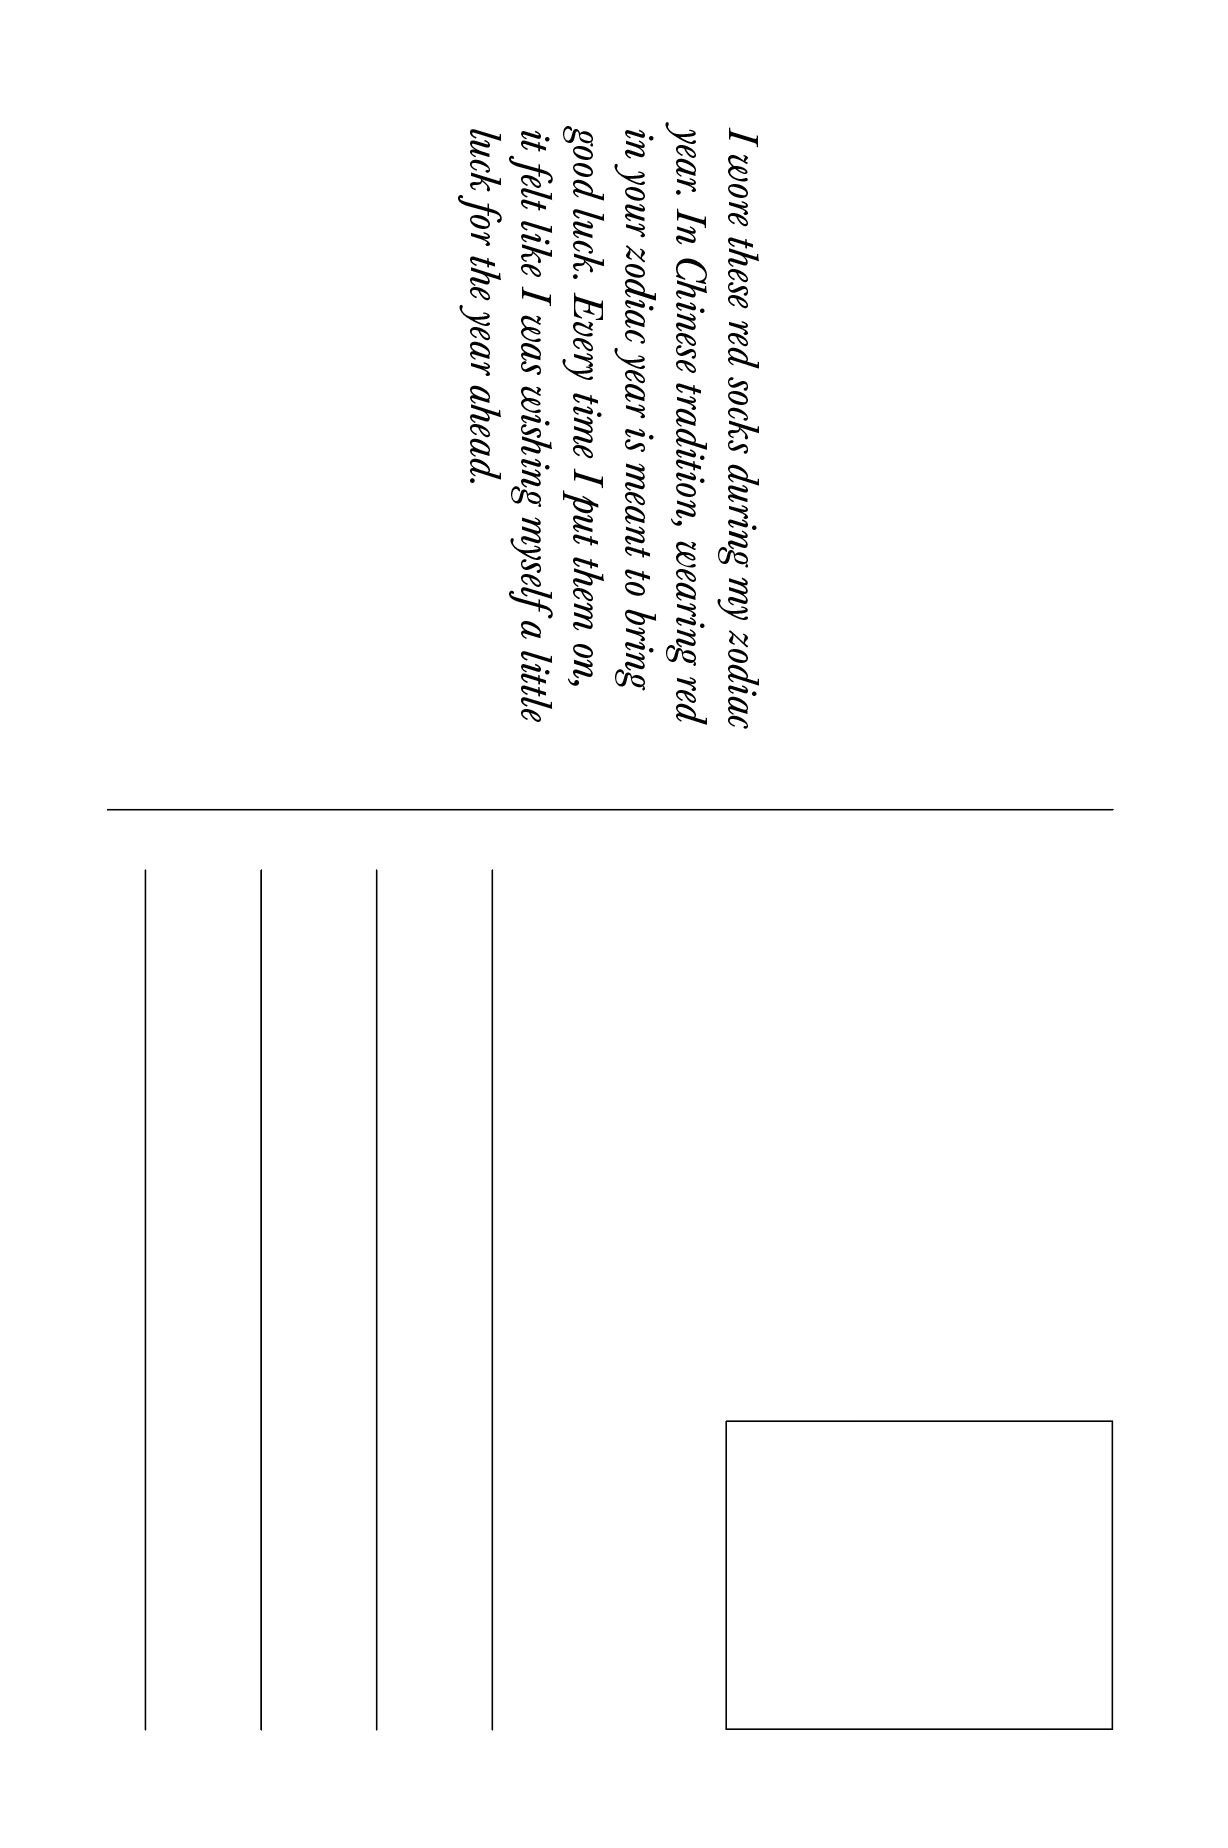 I wore these red socks during my zodiac
year. In Chinese tradition, wearing red
in your zodiac year is meant to bring
good luck. Every time I put them on,
it felt like I was wishing myself a little
luck for the year ahead.